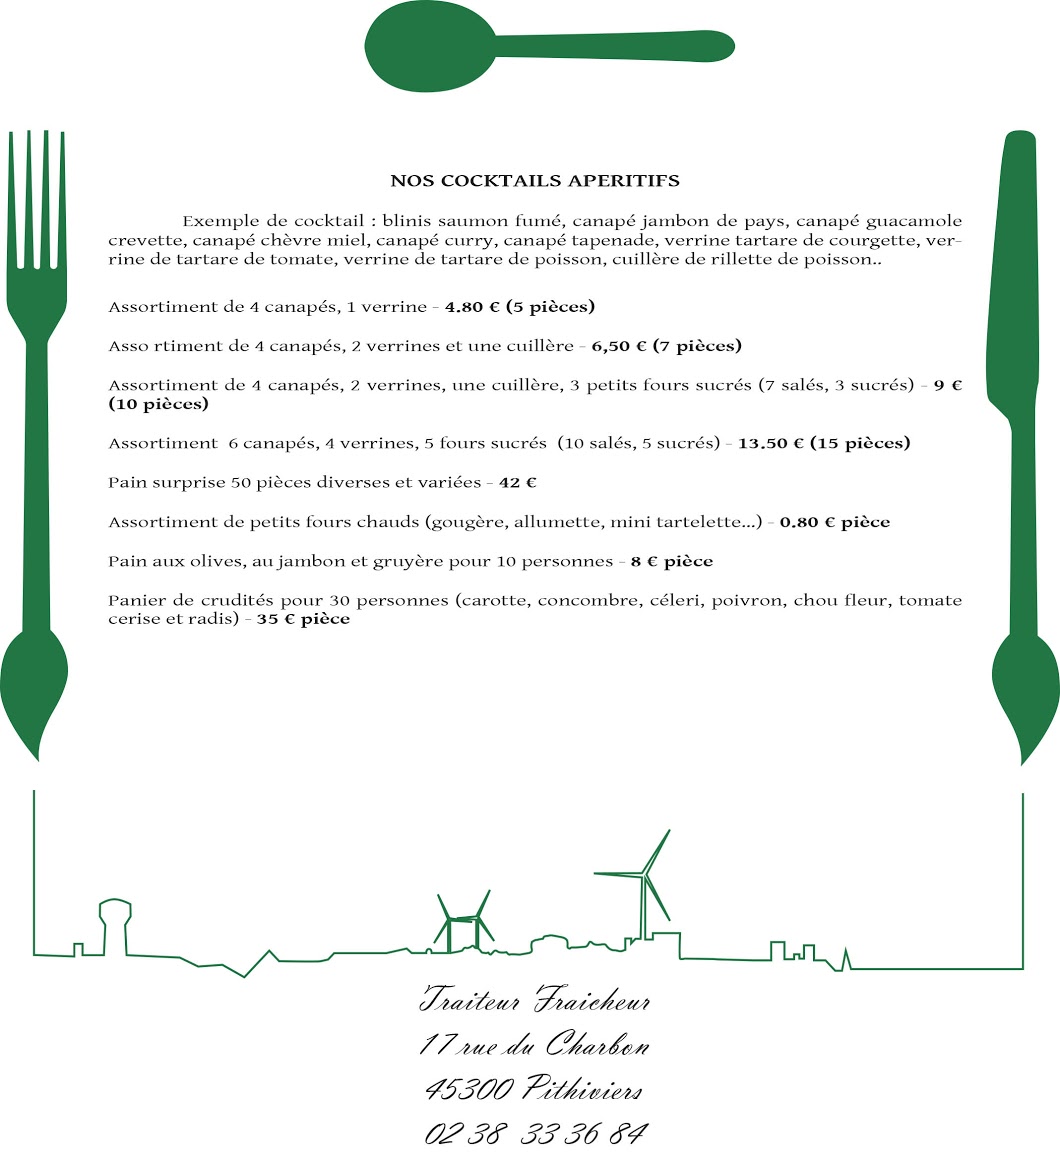 NOS COCKTAILS APERITIFS
Exemple de cocktail : blinis saumon fumé, canapé jambon de pays, canapé guacamole
crevette, canapé chèvre miel, canapé curry, canapé tapenade, verrine tartare de courgette, ver-
rine de tartare de tomate, verrine de tartare de poisson, cuillère de rillette de poisson..
Assortiment de 4 canapés, 1 verrine - 4.80 € (5 pièces)
Asso rtiment de 4 canapés, 2 verrines et une cuillère - 6,50 € (7 pièces)
Assortiment de 4 canapés, 2 verrines, une cuillère, 3 petits fours sucrés (7 salés, 3 sucrés) - 9 €
(10 pièces)
Assortiment 6 canapés, 4 verrines, 5 fours sucrés (10 salés, 5 sucrés) - 13.50 € (15 pièces)
Pain surprise 50 pièces diverses et variées - 42 €
Assortiment de petits fours chauds (gougère, allumette, mini tartelette...) - 0.80 € pièce
Pain aux olives, au jambon et gruyère pour 10 personnes - 8 € pièce
Panier de crudités pour 30 personnes (carotte, concombre, céleri, poivron, chou fleur, tomate
cerise et radis) - 35 € pièce
Traiteur Fraicheur
17 rue du Charbon
45300 Pithiviers
02 38 33 36 84